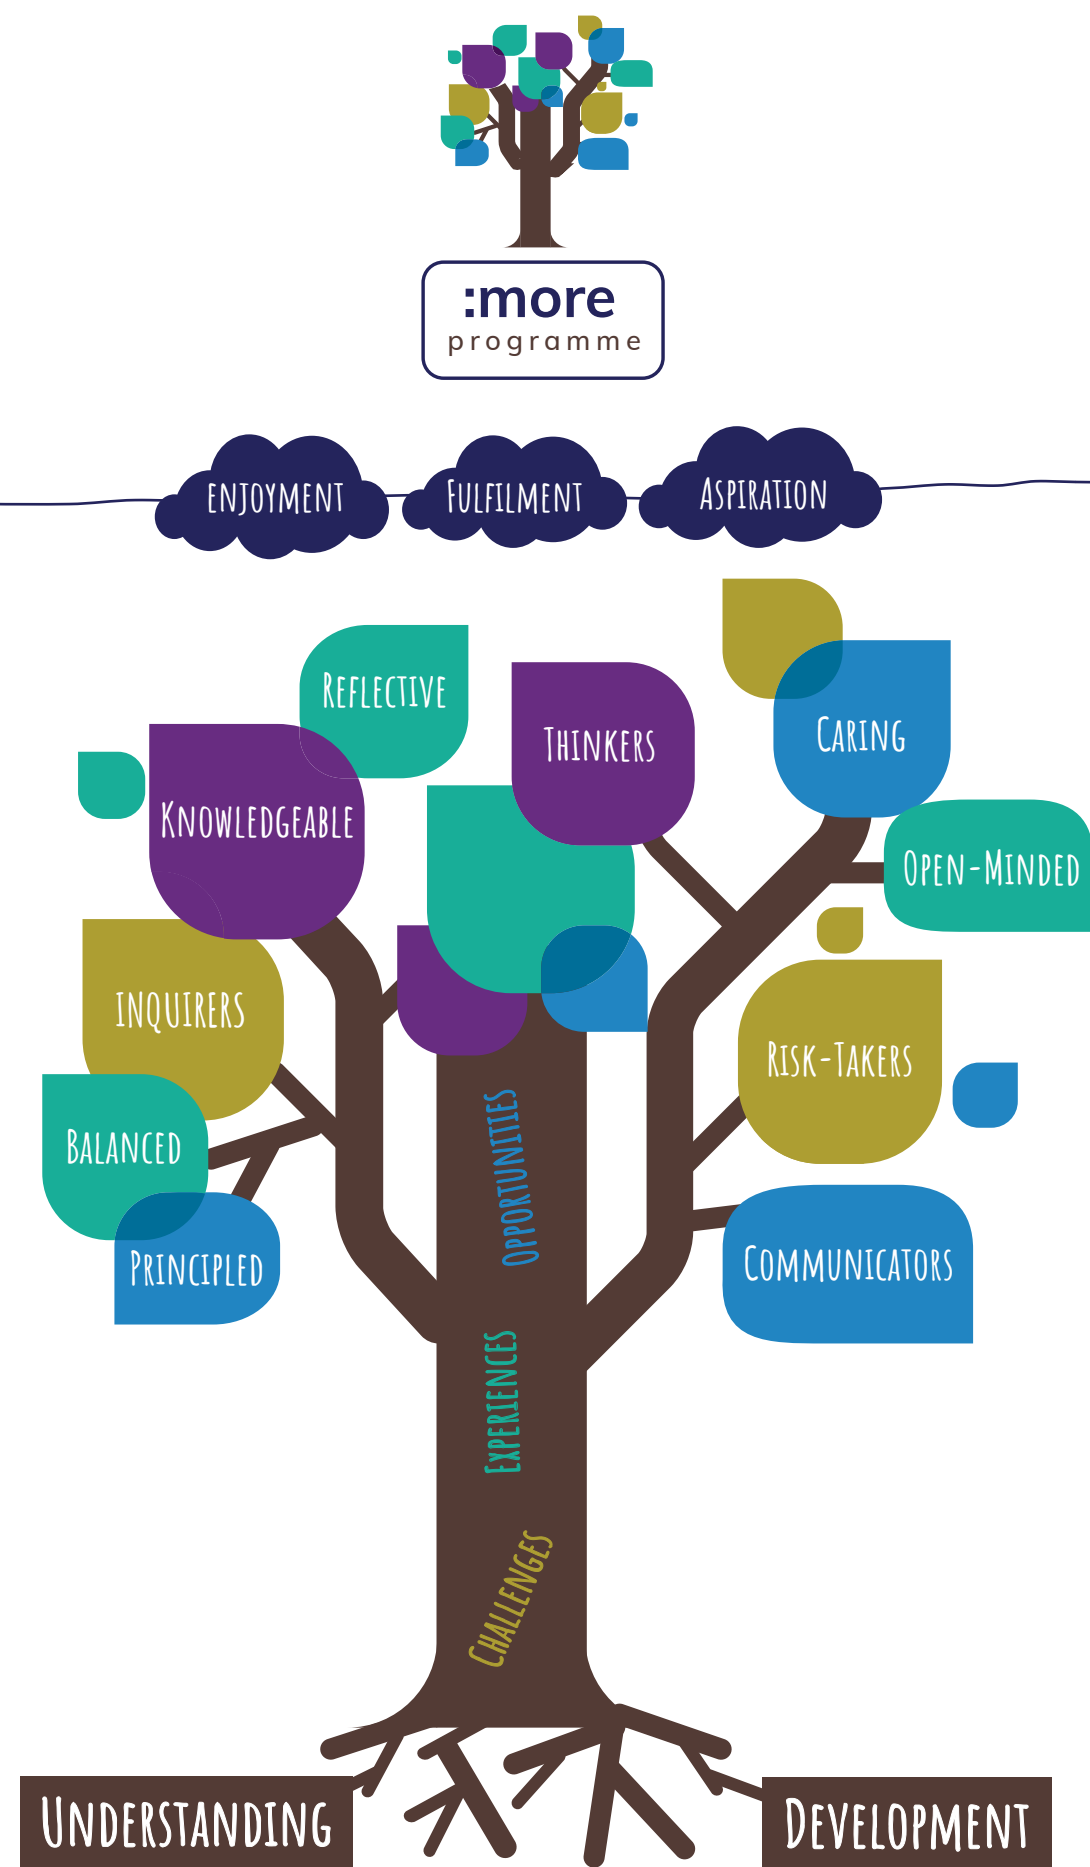 :more
programme
ENJOYMENT
FULFILMENT
ASPIRATION
REFLECTIVE
THINKERS
CARING
KNOWLEDGEABLE
OPEN-MINDED
INQUIRERS
RISK-TAKERS
BALANCED
PRINCIPLED
COMMUNICATORS
OPPORTUNITIES
EXPERIENCES
CHALLENGES
UNDERSTANDING
DEVELOPMENT